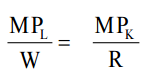 MP_L / W = MP_K / R